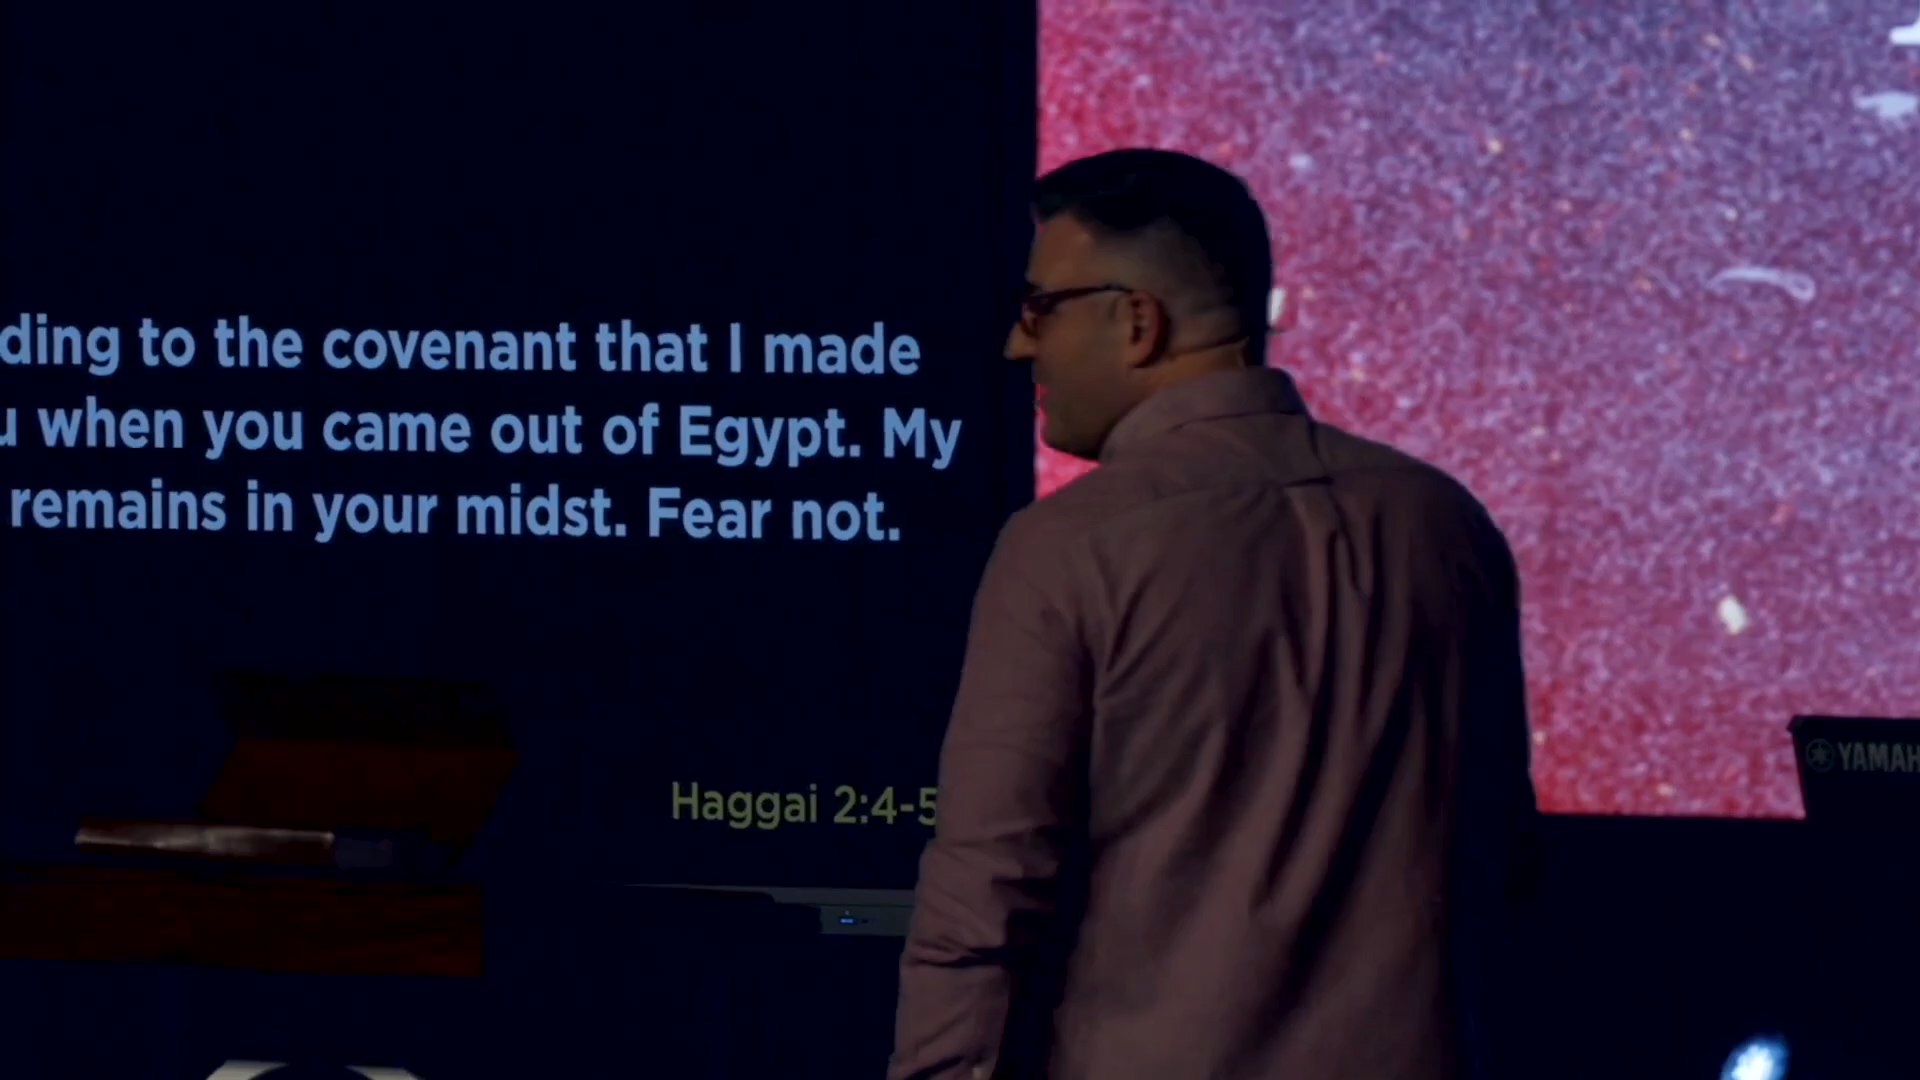 ding to the covenant that I made
u when you came out of Egypt. My
remains in your midst. Fear not.
Haggai 2:4-5
YAMAH